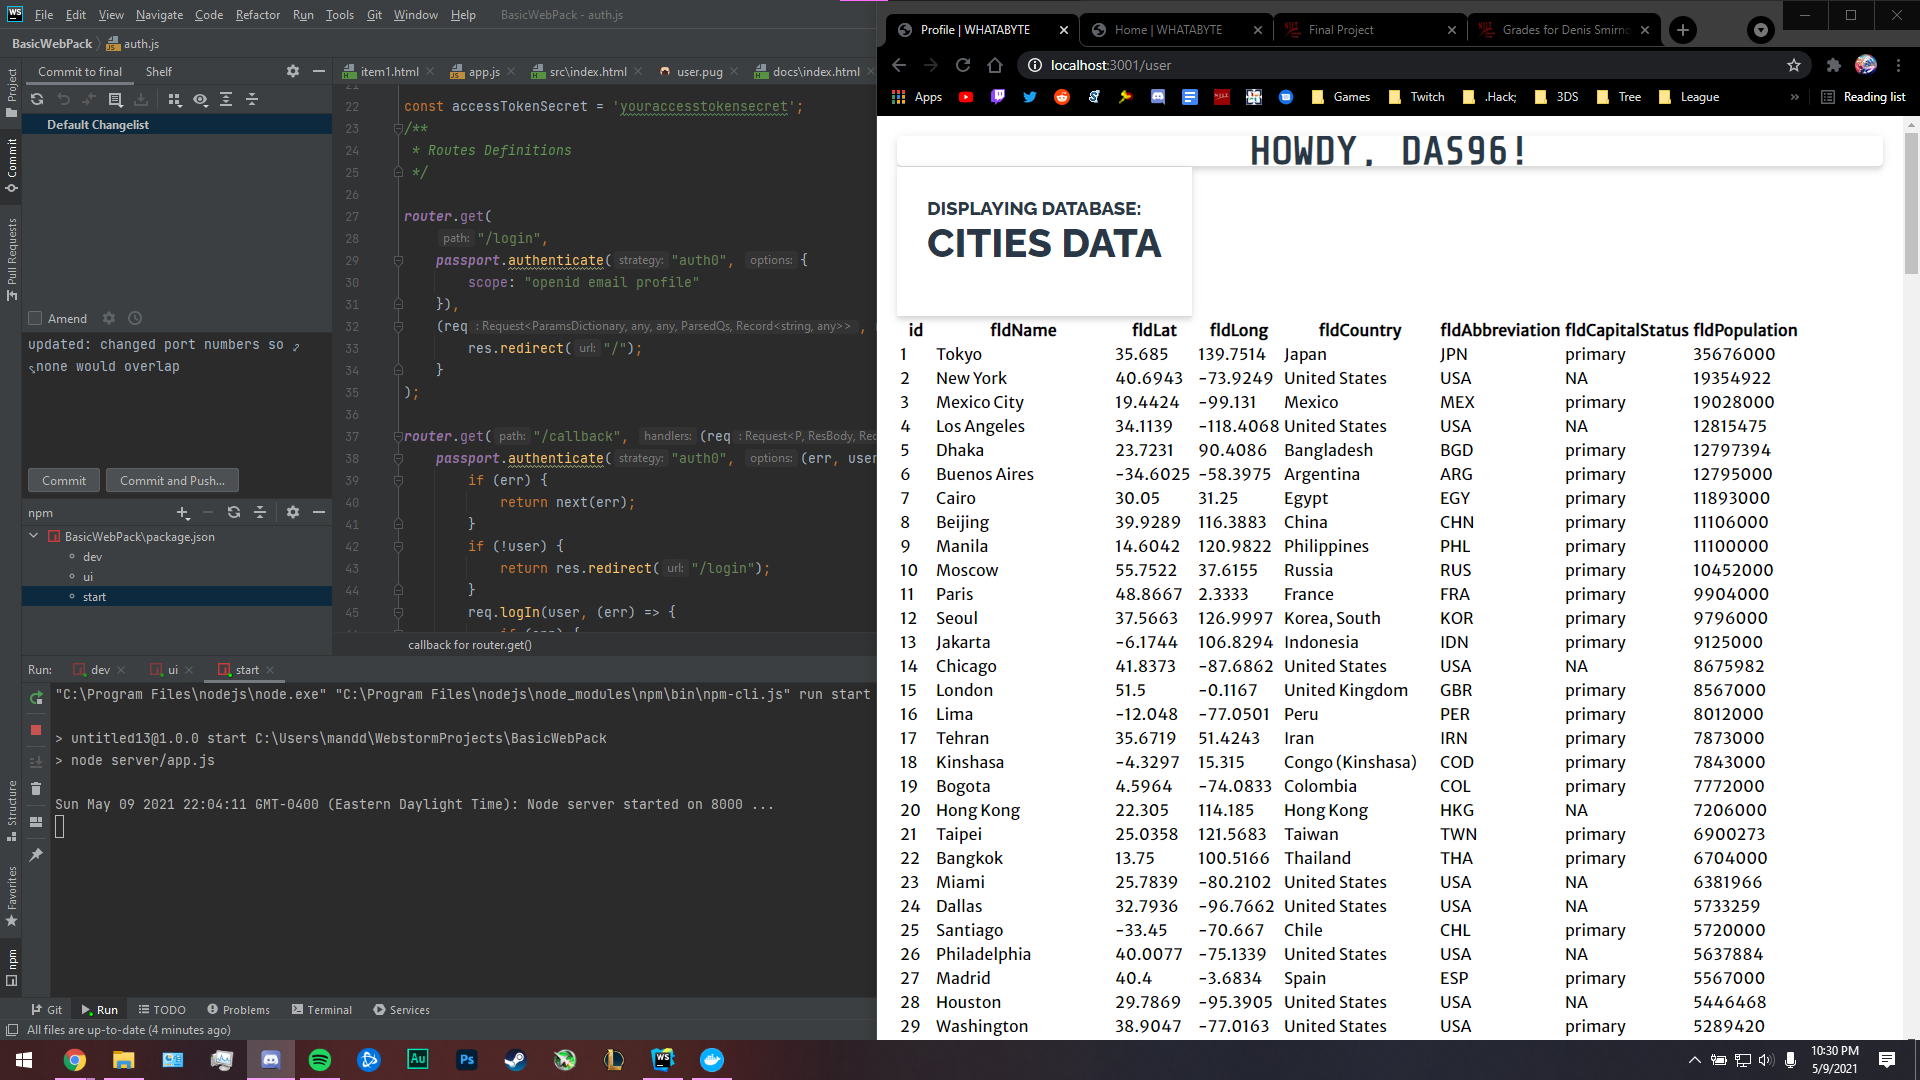 WS File Edit View Navigate Code Refactor Run Tools Git Window Help BasicWebPack - auth.js
BasicWebPack auth.js
Project
Commit
Pull Requests
Structure
Favorites
npm
Commit to final Shelf
Default Changelist
Amend
updated: changed port numbers so
none would overlap
Commit Commit and Push...
npm
BasicWebPack\package.json
dev
ui
start
item1.html app.js src\index.html user.pug docs\index.html
21
22 const accessTokenSecret = 'youraccesstokensecret';
23 /**
24 * Routes Definitions
25 */
26
27 router.get(
28 path: "/login",
29 passport.authenticate( strategy: "auth0", options: {
30 scope: "openid email profile"
31 }),
32 (req : Request<ParamsDictionary, any, any, ParsedQs, Record<string, any>> ,
33 res.redirect( url: "/");
34 }
35 );
36
37 router.get( path: "/callback", handlers: (req : Request<P, ResBody, Rec
38 passport.authenticate( strategy: "auth0", options: (err, user
39 if (err) {
40 return next(err);
41 }
42 if (!user) {
43 return res.redirect( url: "/login");
44 }
45 req.logIn(user, (err) => {
callback for router.get()
Run: dev ui start
"C:\Program Files\nodejs\node.exe" "C:\Program Files\nodejs\node_modules\npm\bin\npm-cli.js" run start
> untitled13@1.0.0 start C:\Users\mandd\WebstormProjects\BasicWebPack
> node server/app.js
Sun May 09 2021 22:04:11 GMT-0400 (Eastern Daylight Time): Node server started on 8000 ...
Git Run TODO Problems Terminal Services
All files are up-to-date (4 minutes ago)
Profile | WHATABYTE Home | WHATABYTE Final Project Grades for Denis Smirno
localhost:3001/user
Apps Games Twitch .Hack; 3DS Tree League » Reading list
HOWDY, DAS96!
DISPLAYING DATABASE:
CITIES DATA
id fldName fldLat fldLong fldCountry fldAbbreviation fldCapitalStatus fldPopulation
1 Tokyo 35.685 139.7514 Japan JPN primary 35676000
2 New York 40.6943 -73.9249 United States USA NA 19354922
3 Mexico City 19.4424 -99.131 Mexico MEX primary 19028000
4 Los Angeles 34.1139 -118.4068 United States USA NA 12815475
5 Dhaka 23.7231 90.4086 Bangladesh BGD primary 12797394
6 Buenos Aires -34.6025 -58.3975 Argentina ARG primary 12795000
7 Cairo 30.05 31.25 Egypt EGY primary 11893000
8 Beijing 39.9289 116.3883 China CHN primary 11106000
9 Manila 14.6042 120.9822 Philippines PHL primary 11100000
10 Moscow 55.7522 37.6155 Russia RUS primary 10452000
11 Paris 48.8667 2.3333 France FRA primary 9904000
12 Seoul 37.5663 126.9997 Korea, South KOR primary 9796000
13 Jakarta -6.1744 106.8294 Indonesia IDN primary 9125000
14 Chicago 41.8373 -87.6862 United States USA NA 8675982
15 London 51.5 -0.1167 United Kingdom GBR primary 8567000
16 Lima -12.048 -77.0501 Peru PER primary 8012000
17 Tehran 35.6719 51.4243 Iran IRN primary 7873000
18 Kinshasa -4.3297 15.315 Congo (Kinshasa) COD primary 7843000
19 Bogota 4.5964 -74.0833 Colombia COL primary 7772000
20 Hong Kong 22.305 114.185 Hong Kong HKG NA 7206000
21 Taipei 25.0358 121.5683 Taiwan TWN primary 6900273
22 Bangkok 13.75 100.5166 Thailand THA primary 6704000
23 Miami 25.7839 -80.2102 United States USA NA 6381966
24 Dallas 32.7936 -96.7662 United States USA NA 5733259
25 Santiago -33.45 -70.667 Chile CHL primary 5720000
26 Philadelphia 40.0077 -75.1339 United States USA NA 5637884
27 Madrid 40.4 -3.6834 Spain ESP primary 5567000
28 Houston 29.7869 -95.3905 United States USA NA 5446468
29 Washington 38.9047 -77.0163 United States USA primary 5289420
Au Ps WS
10:30 PM
5/9/2021